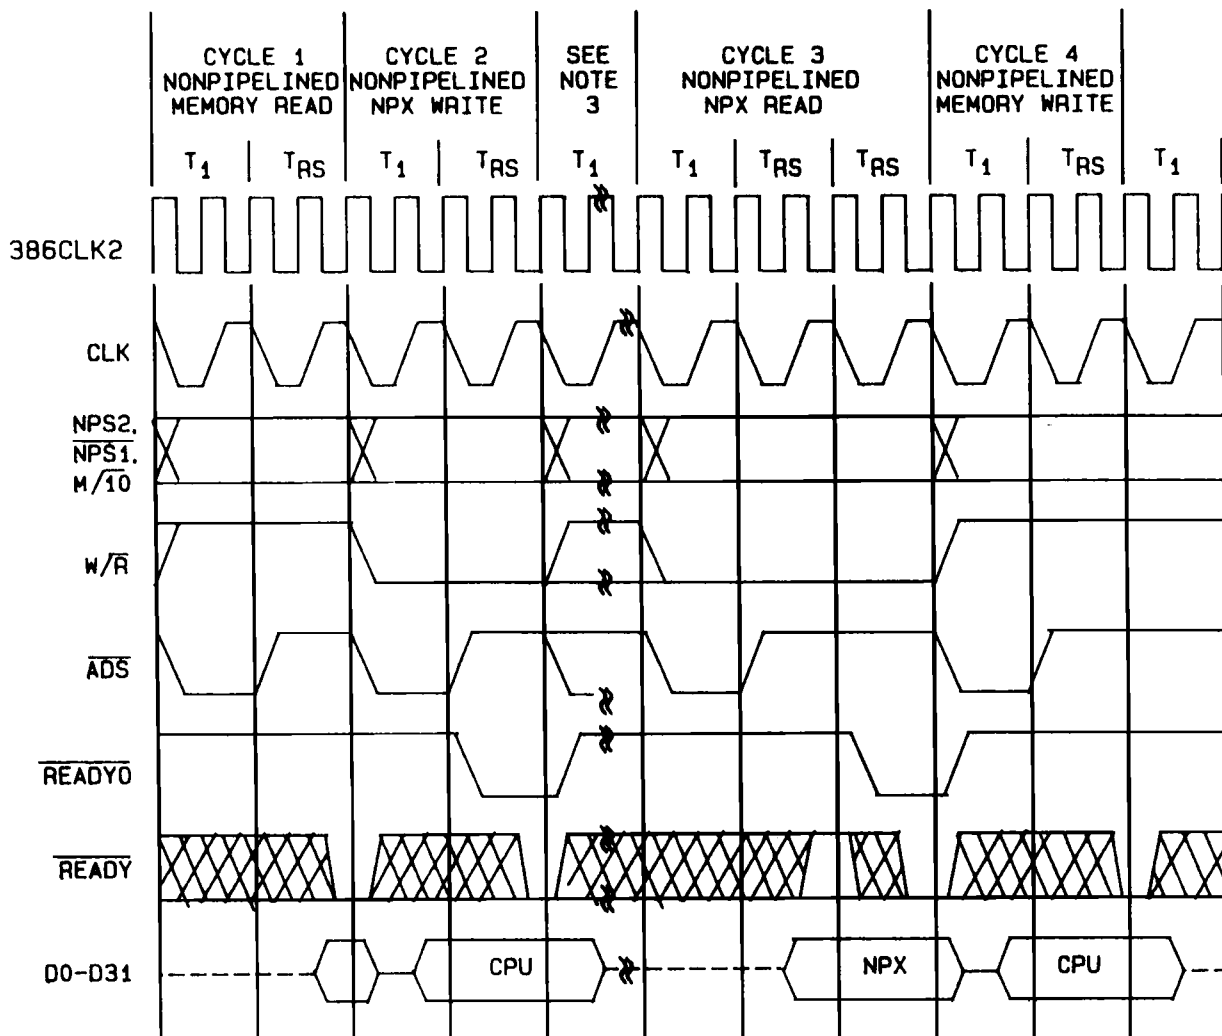 CYCLE 1
NONPIPELINED
MEMORY READ
CYCLE 2
NONPIPELINED
NPX WRITE
SEE
NOTE
3
CYCLE 3
NONPIPELINED
NPX READ
CYCLE 4
NONPIPELINED
MEMORY WRITE
T1 TRS T1 TRS T1 T1 TRS TRS T1 TRS T1
386CLK2
CLK
NPS2,
NPS1,
M/IO
W/R
ADS
READYO
READY
D0-D31 CPU NPX CPU